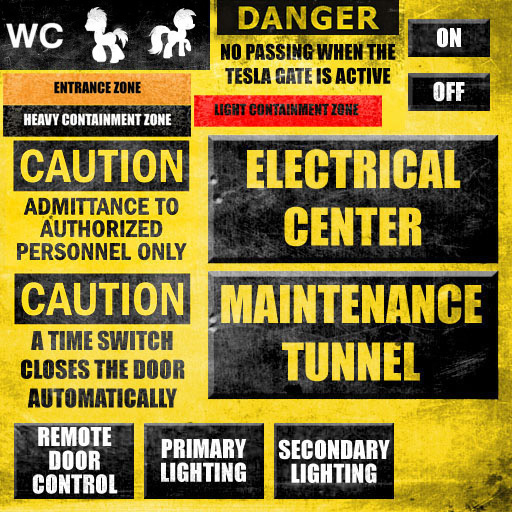 WC
DANGER
NO PASSING WHEN THE
TESLA GATE IS ACTIVE
ON
OFF
ENTRANCE ZONE
HEAVY CONTAINMENT ZONE
LIGHT CONTAINMENT ZONE
CAUTION
ADMITTANCE TO
AUTHORIZED
PERSONNEL ONLY
ELECTRICAL
CENTER
CAUTION
A TIME SWITCH
CLOSES THE DOOR
AUTOMATICALLY
MAINTENANCE
TUNNEL
REMOTE
DOOR
CONTROL
PRIMARY
LIGHTING
SECONDARY
LIGHTING